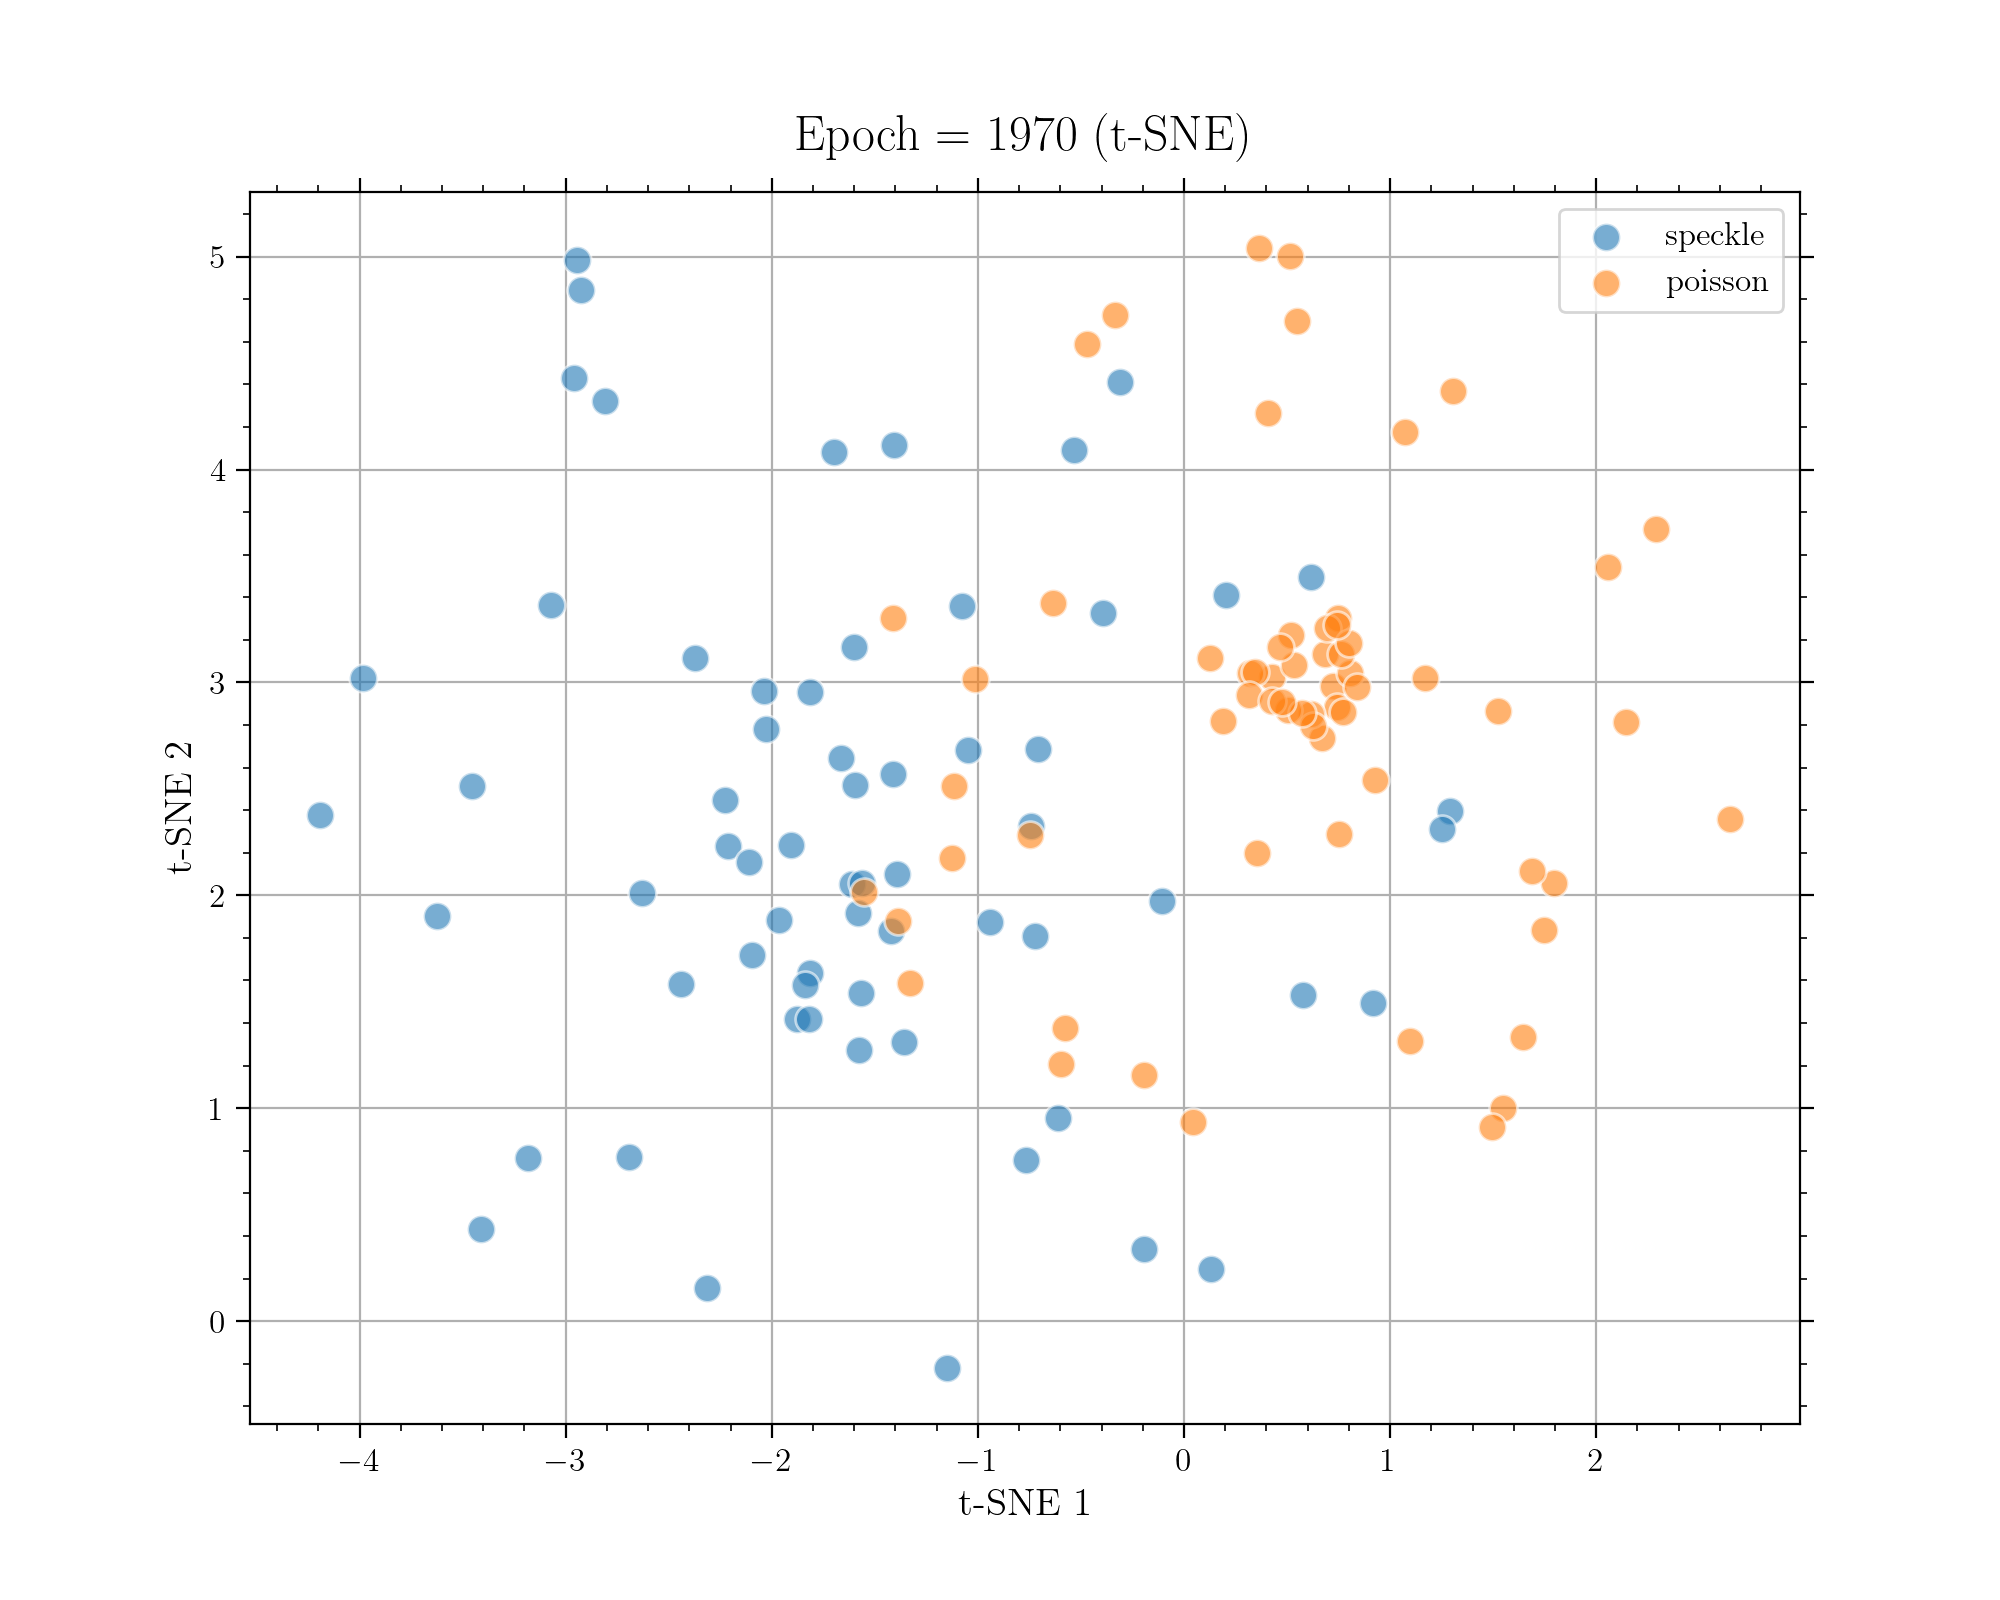 Epoch = 1970 (t-SNE)
speckle
poisson
5
4
3
2
1
0
t-SNE 2
−4 −3 −2 −1 0 1 2
t-SNE 1